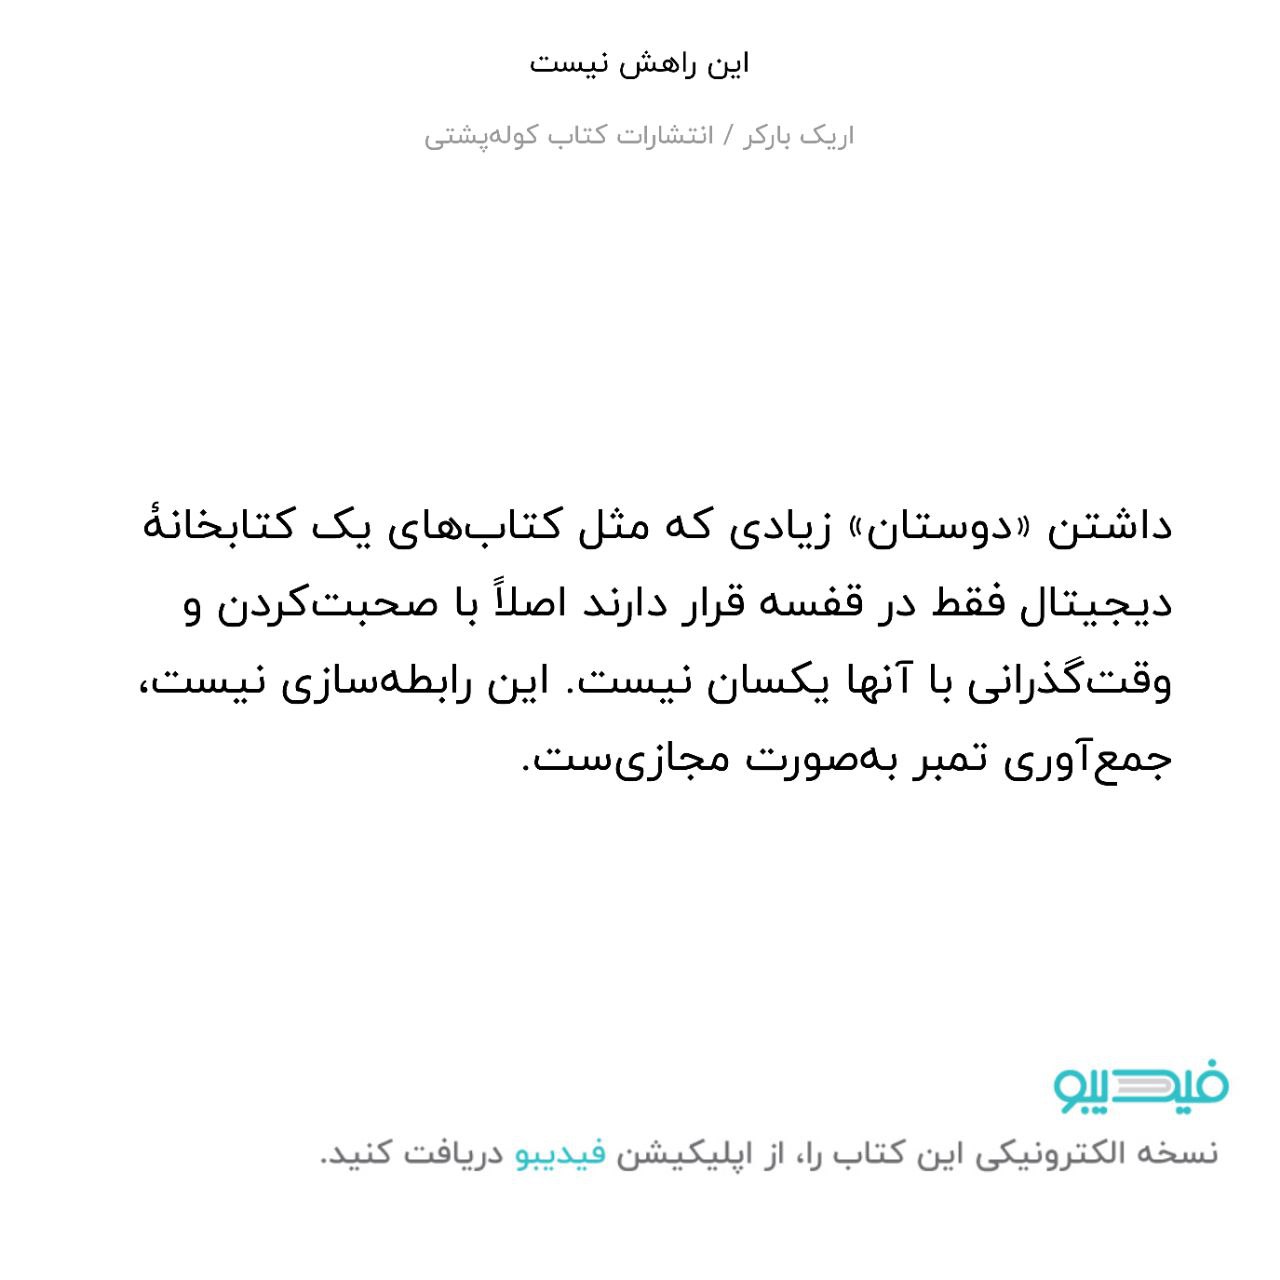 این راهش نیست
اریک بارکر / انتشارات کتاب کوله‌پشتی
داشتن «دوستان» زیادی که مثل کتاب‌های یک کتابخانهٔ
دیجیتال فقط در قفسه قرار دارند اصلاً با صحبت‌کردن و
وقت‌گذرانی با آنها یکسان نیست. این رابطه‌سازی نیست،
جمع‌آوری تمبر به‌صورت مجازی‌ست.
فیدیبو
نسخه الکترونیکی این کتاب را، از اپلیکیشن فیدیبو دریافت کنید.